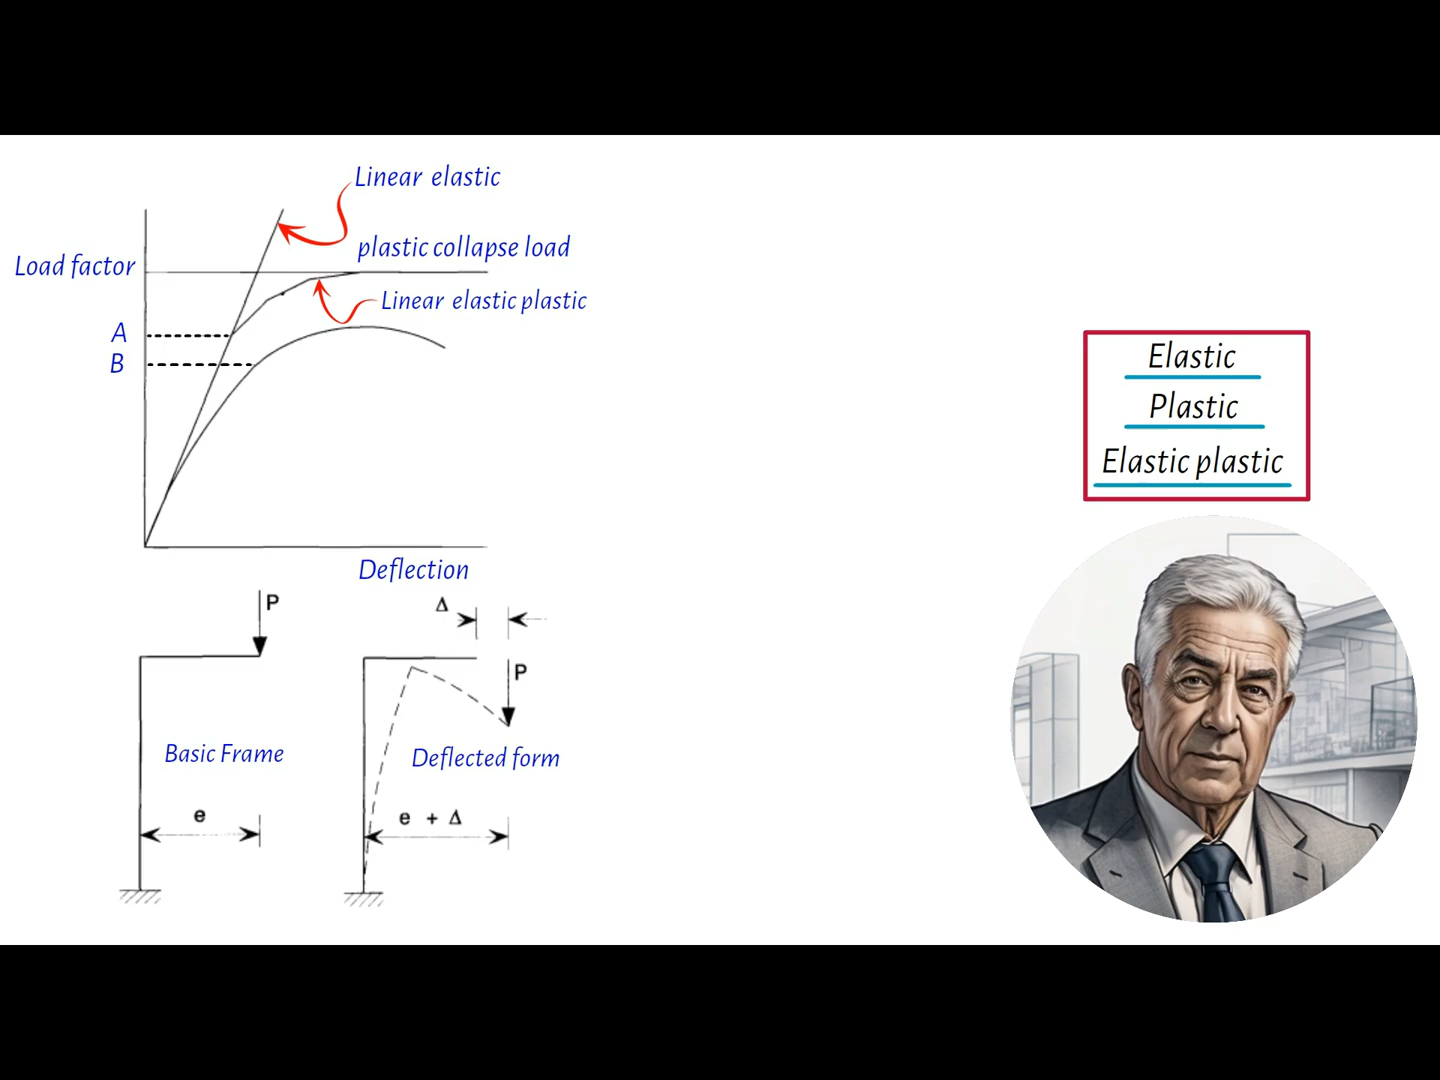 Linear elastic
plastic collapse load
Load factor
Linear elastic plastic
A
B
Deflection
Elastic
Plastic
Elastic plastic
P
Δ
P
Basic Frame
Deflected form
e
e + Δ